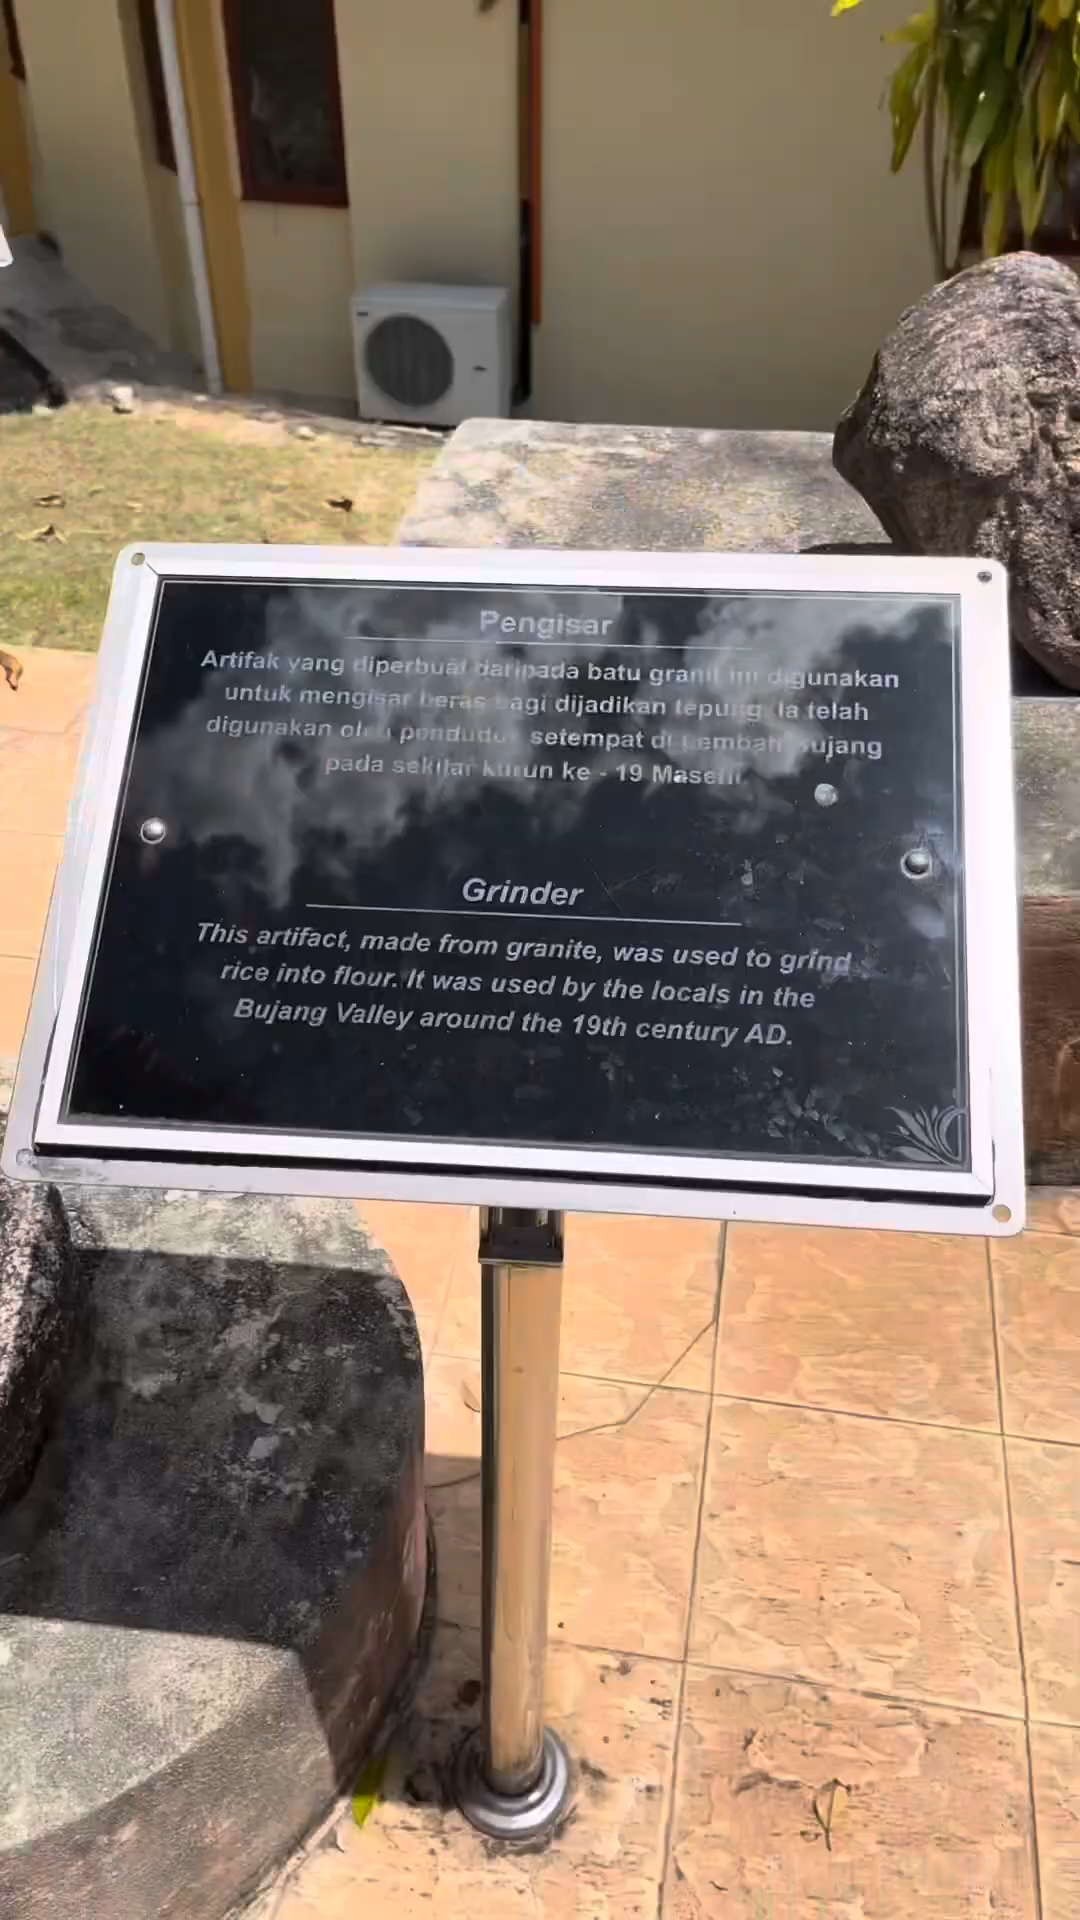 Pengisar
Artifak yang diperbuat daripada batu granit ini digunakan
untuk mengisar beras bagi dijadikan tepung. Ia telah
digunakan oleh penduduk setempat di Lembah Bujang
pada sekitar kurun ke - 19 Masehi.
Grinder
This artifact, made from granite, was used to grind
rice into flour. It was used by the locals in the
Bujang Valley around the 19th century AD.